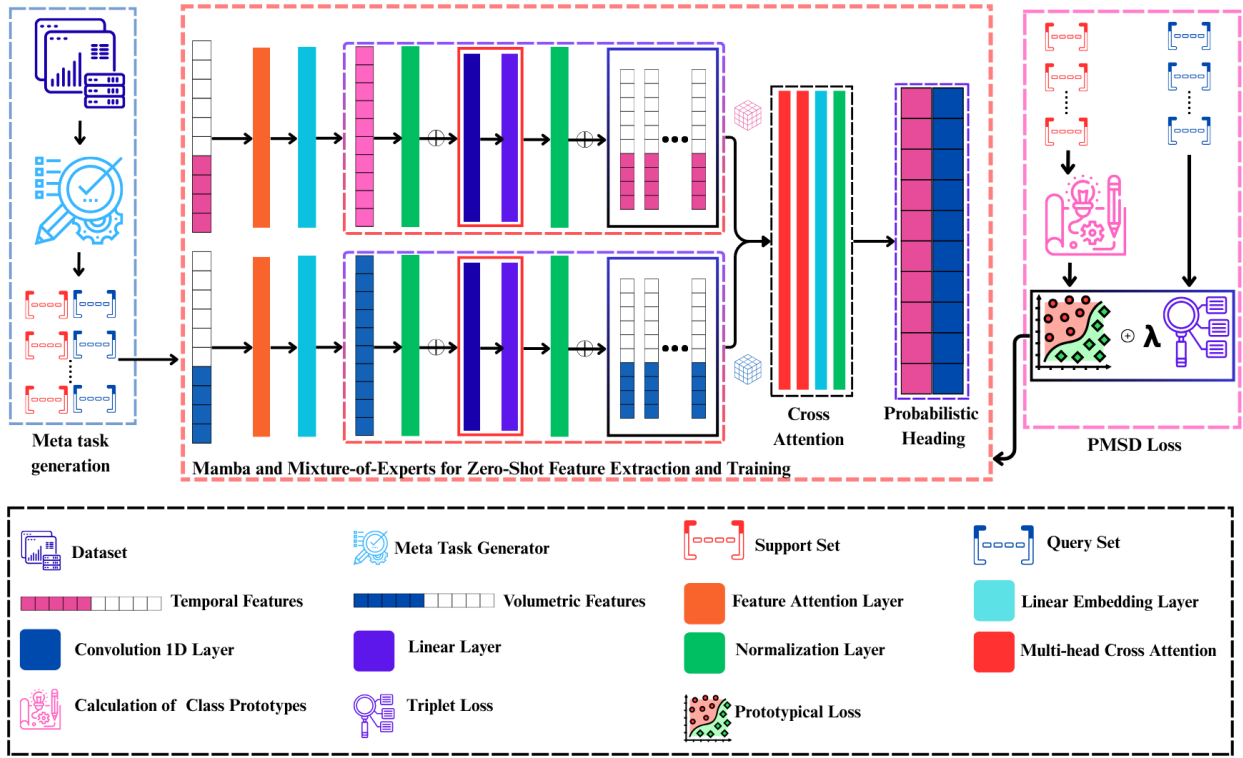 Meta task
generation
Cross
Attention
Probabilistic
Heading
Mamba and Mixture-of-Experts for Zero-Shot Feature Extraction and Training
λ
PMSD Loss
Dataset
Meta Task Generator
Support Set
Query Set
Temporal Features
Volumetric Features
Feature Attention Layer
Linear Embedding Layer
Convolution 1D Layer
Linear Layer
Normalization Layer
Multi-head Cross Attention
Calculation of Class Prototypes
Triplet Loss
Prototypical Loss